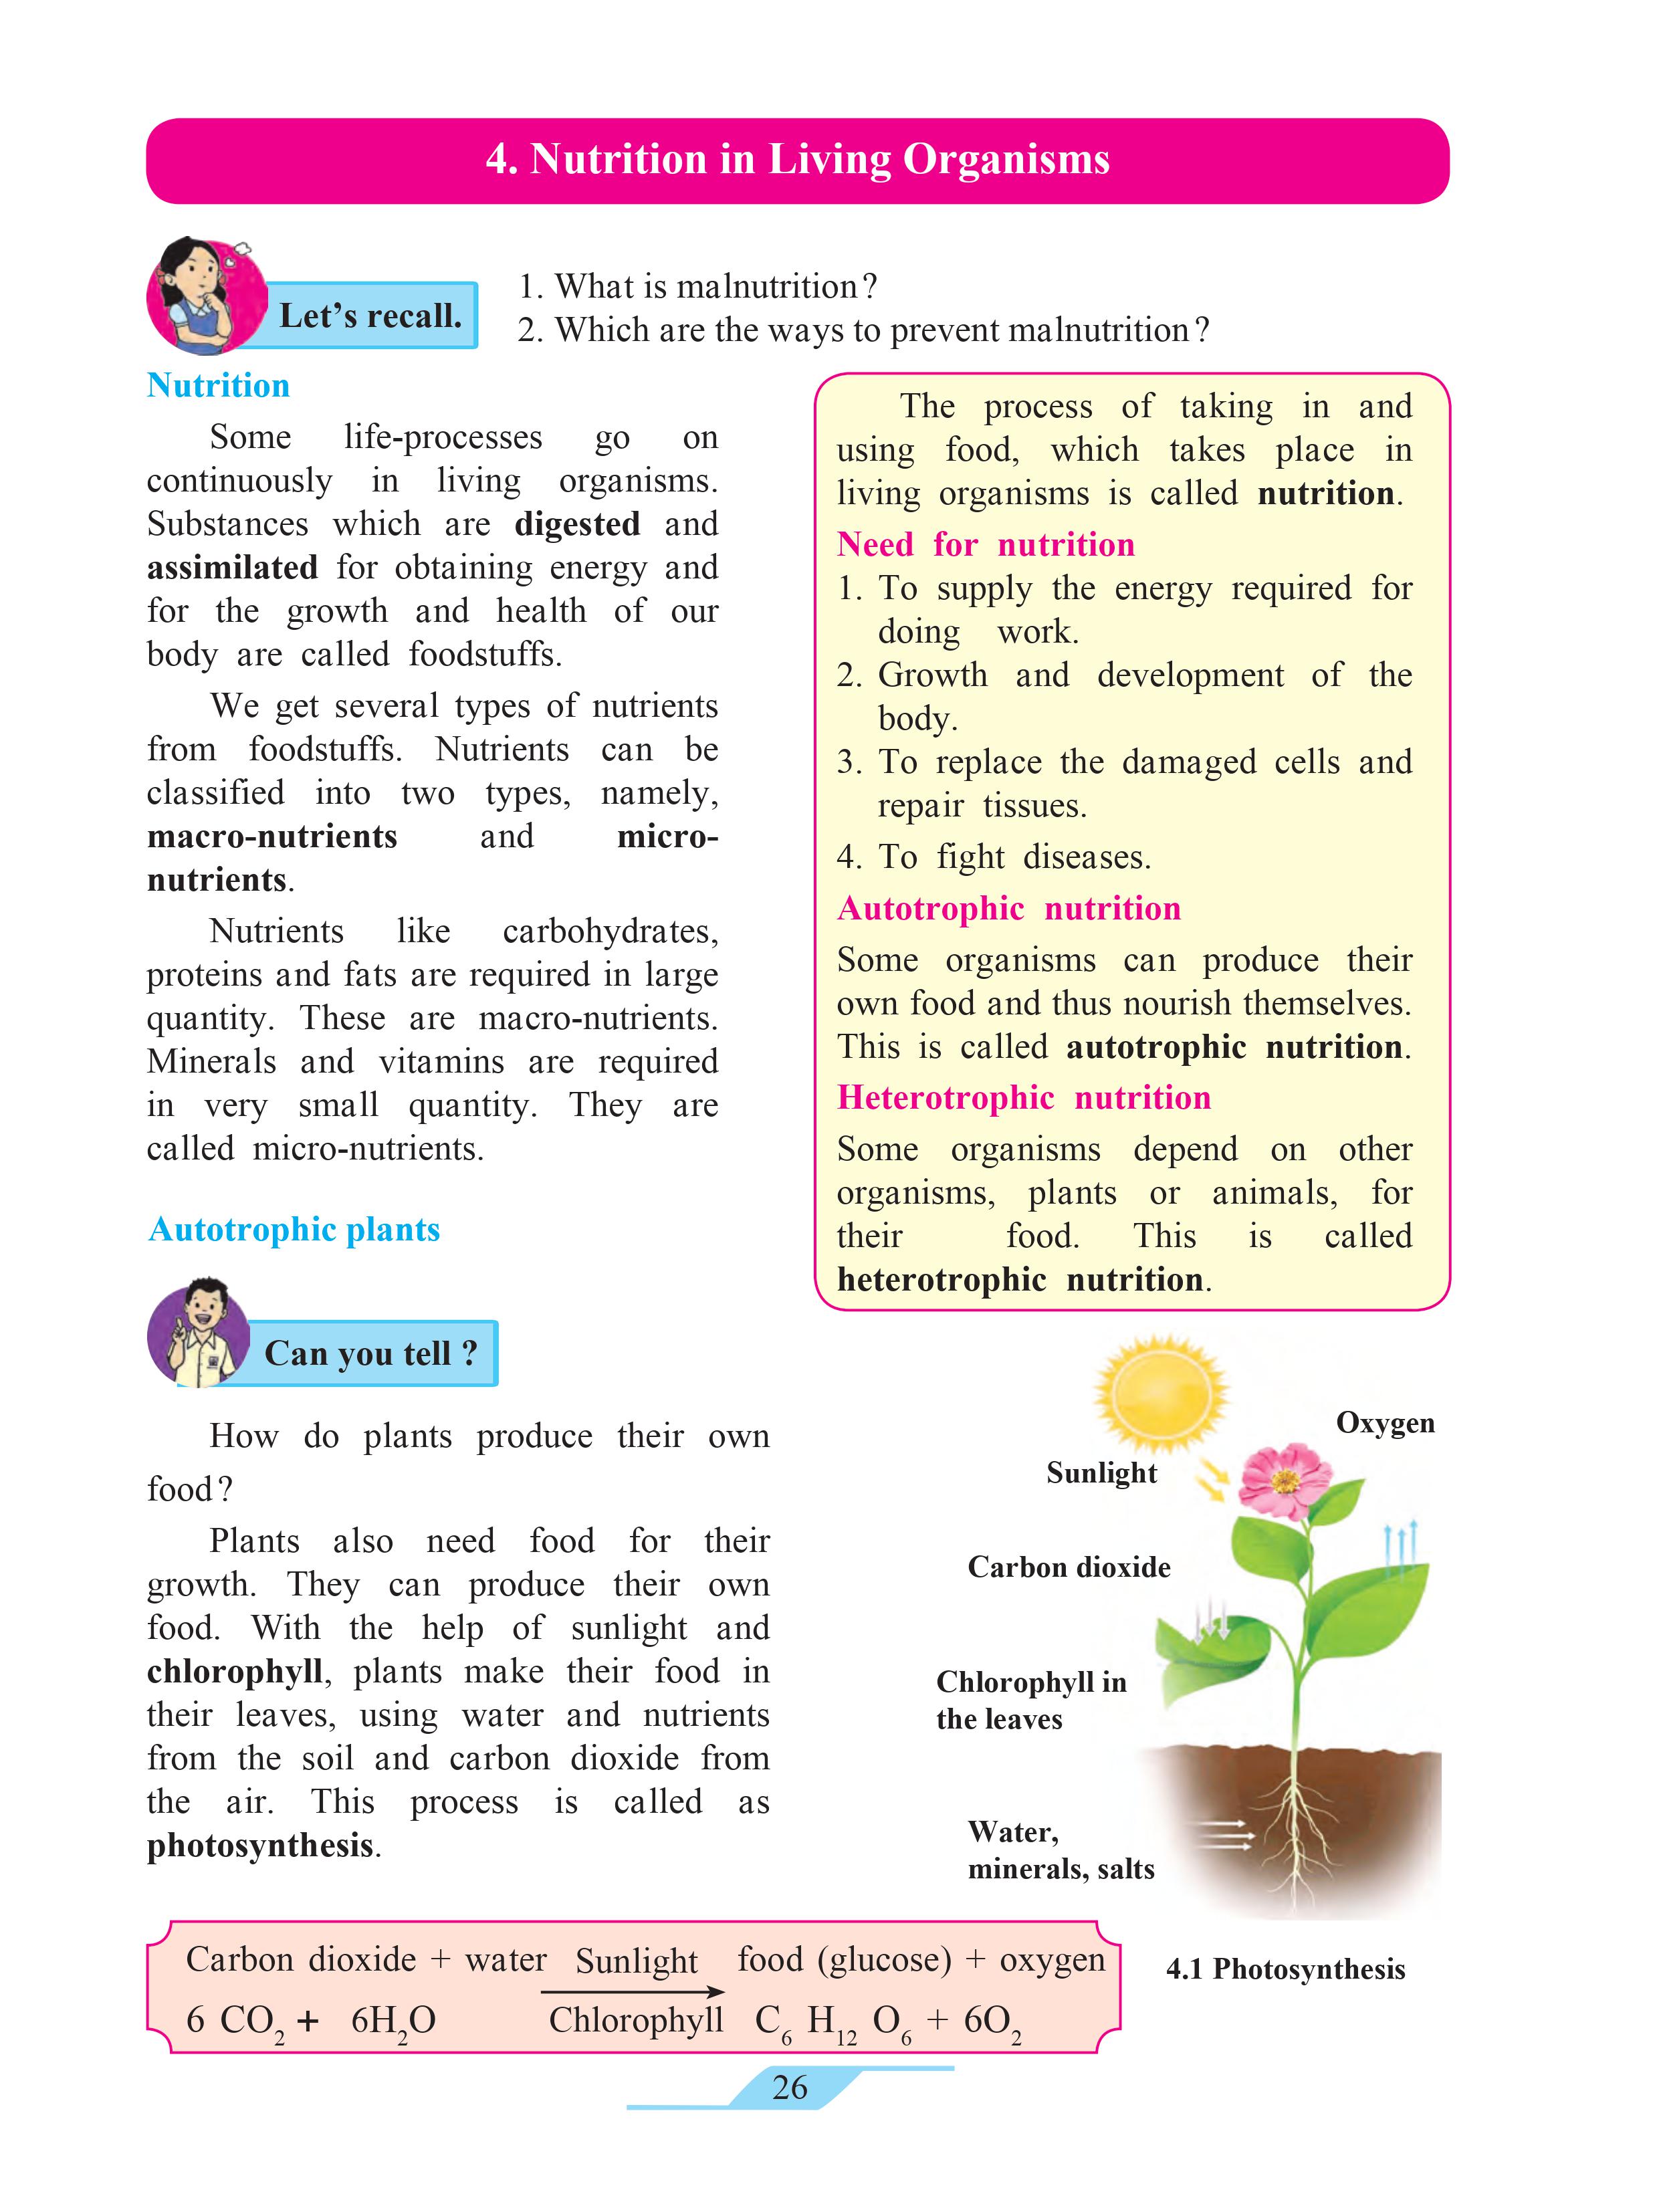 4. Nutrition in Living Organisms
Let's recall.
1. What is malnutrition?
2. Which are the ways to prevent malnutrition?
Nutrition
Some life-processes go on
continuously in living organisms.
Substances which are digested and
assimilated for obtaining energy and
for the growth and health of our
body are called foodstuffs.
We get several types of nutrients
from foodstuffs. Nutrients can be
classified into two types, namely,
macro-nutrients and micro-
nutrients.
Nutrients like carbohydrates,
proteins and fats are required in large
quantity. These are macro-nutrients.
Minerals and vitamins are required
in very small quantity. They are
called micro-nutrients.
The process of taking in and
using food, which takes place in
living organisms is called nutrition.
Need for nutrition
1. To supply the energy required for
doing work.
2. Growth and development of the
body.
3. To replace the damaged cells and
repair tissues.
4. To fight diseases.
Autotrophic nutrition
Some organisms can produce their
own food and thus nourish themselves.
This is called autotrophic nutrition.
Heterotrophic nutrition
Some organisms depend on other
organisms, plants or animals, for
their food. This is called
heterotrophic nutrition.
Autotrophic plants
Can you tell ?
How do plants produce their own
food?
Plants also need food for their
growth. They can produce their own
food. With the help of sunlight and
chlorophyll, plants make their food in
their leaves, using water and nutrients
from the soil and carbon dioxide from
the air. This process is called as
photosynthesis.
Oxygen
Sunlight
Carbon dioxide
Chlorophyll in
the leaves
Water,
minerals, salts
Carbon dioxide + water Sunlight food (glucose) + oxygen
6 CO₂ + 6H₂O Chlorophyll C₆ H₁₂ O₆ + 6O₂
4.1 Photosynthesis
26